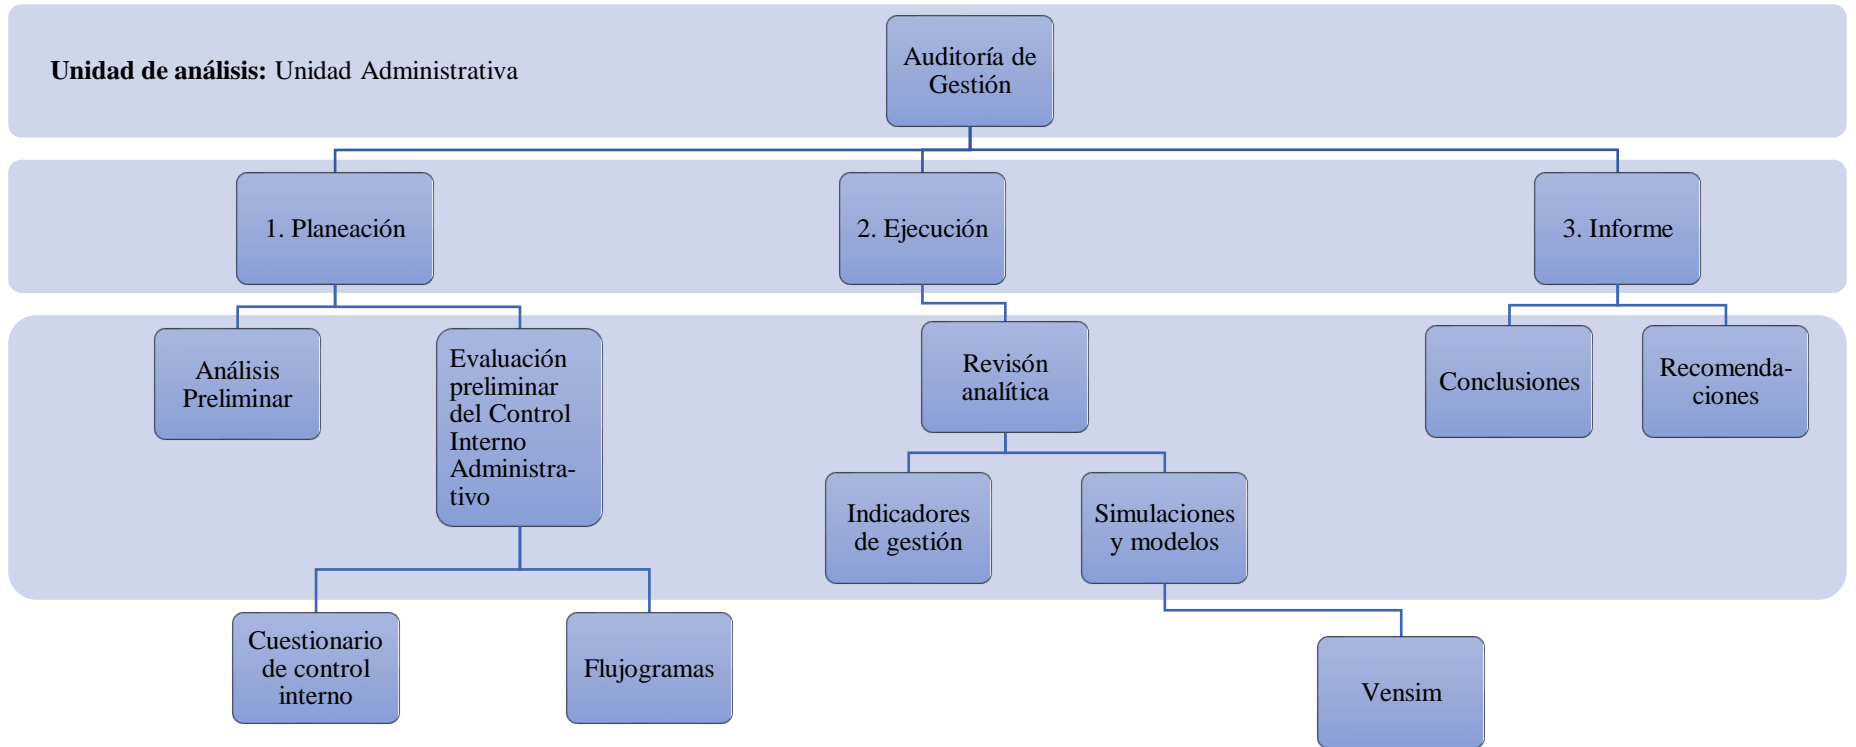 Unidad de análisis: Unidad Administrativa
Auditoría de
Gestión
1. Planeación
2. Ejecución
3. Informe
Análisis
Preliminar
Evaluación
preliminar
del Control
Interno
Administra-
tivo
Revisón
analítica
Conclusiones
Recomenda-
ciones
Indicadores
de gestión
Simulaciones
y modelos
Cuestionario
de control
interno
Flujogramas
Vensim